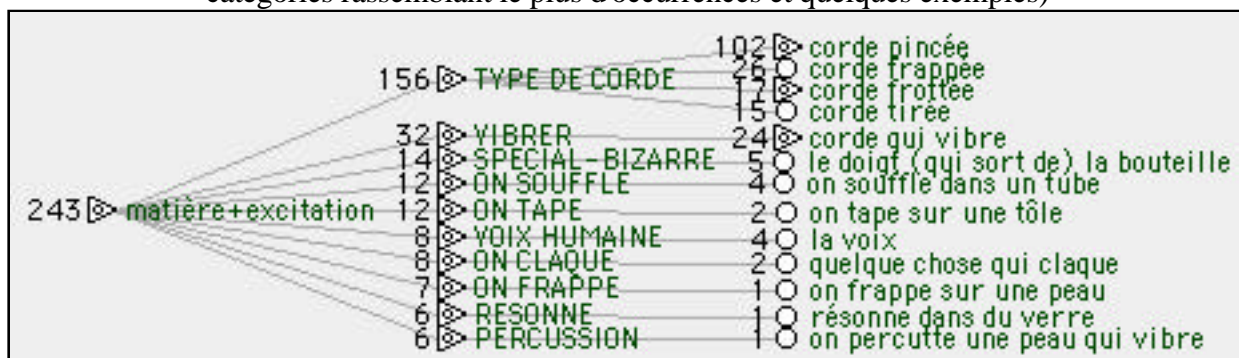 catégories rassemblant le plus d'occurrences et quelques exemples)
102 corde pincée
26 corde frappée
156 TYPE DE CORDE
17 corde frottée
15 corde tirée
32 VIBRER 24 corde qui vibre
14 SPECIAL-BIZARRE 5 le doigt (qui sort de) la bouteille
12 ON SOUFFLE 4 on souffle dans un tube
243 matière+excitation 12 ON TAPE 2 on tape sur une tôle
8 VOIX HUMAINE 4 la voix
8 ON CLAQUE 2 quelque chose qui claque
7 ON FRAPPE 1 on frappe sur une peau
6 RESONNE 1 résonne dans du verre
6 PERCUSSION 1 on percutte une peau qui vibre